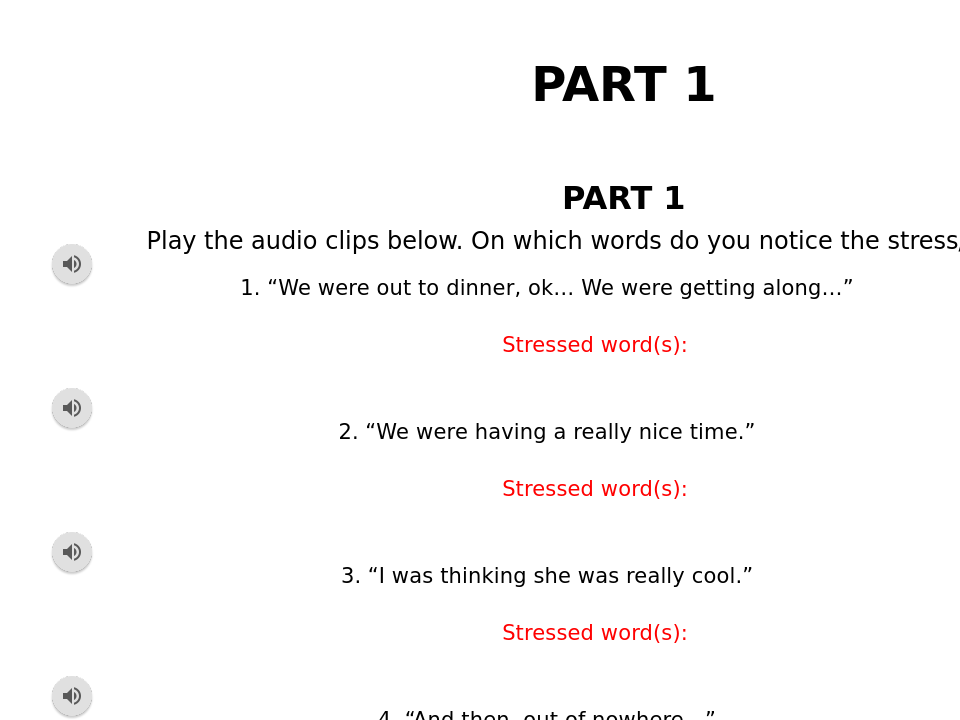 PART 1
PART 1
Play the audio clips below. On which words do you notice the stress,
1. “We were out to dinner, ok… We were getting along…”
Stressed word(s):
2. “We were having a really nice time.”
Stressed word(s):
3. “I was thinking she was really cool.”
Stressed word(s):
4. “And then, out of nowhere…”